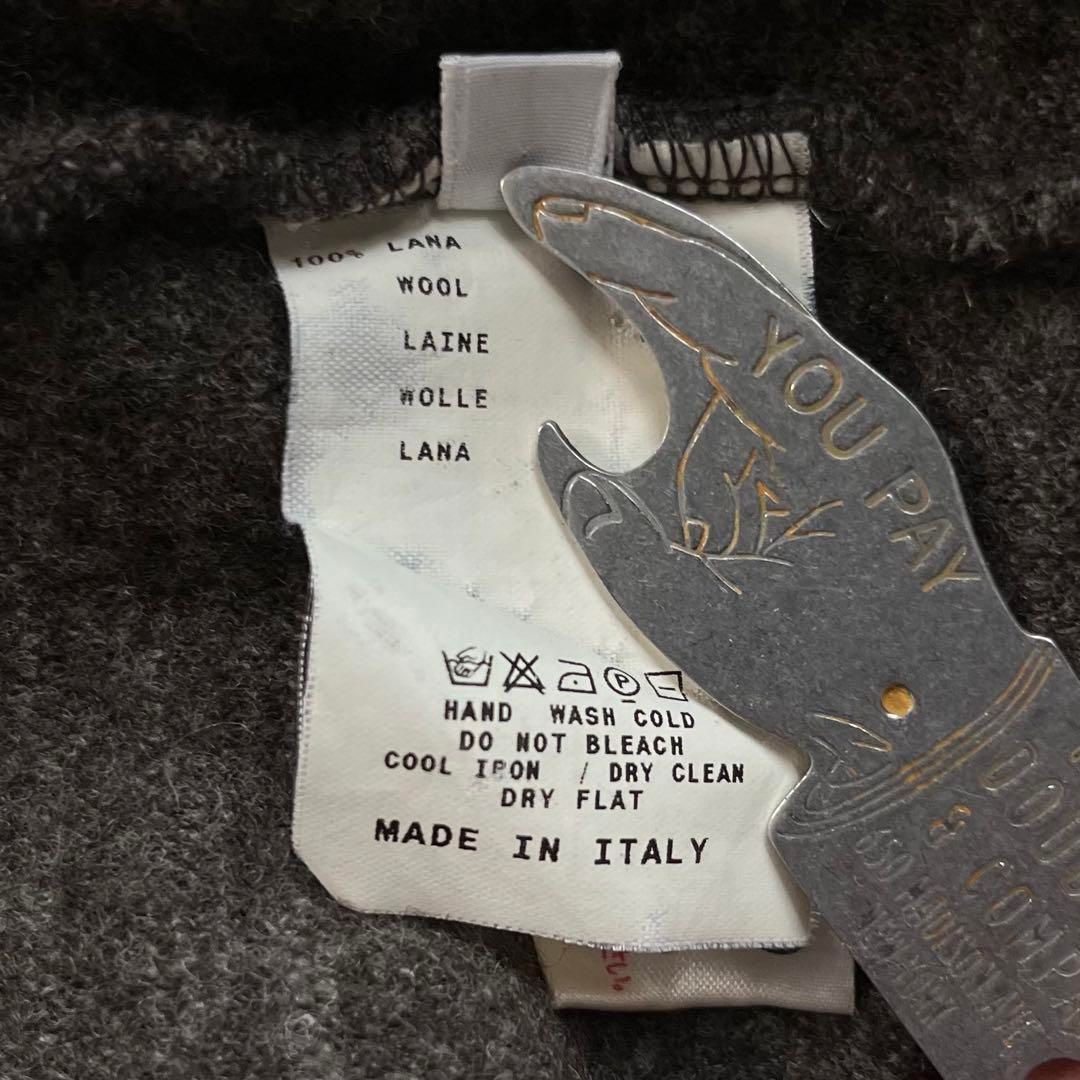 100% LANA
WOOL
LAINE
WOLLE
LANA
P
HAND WASH COLD
DO NOT BLEACH
COOL IRON / DRY CLEAN
DRY FLAT
MADE IN ITALY
YOU PAY